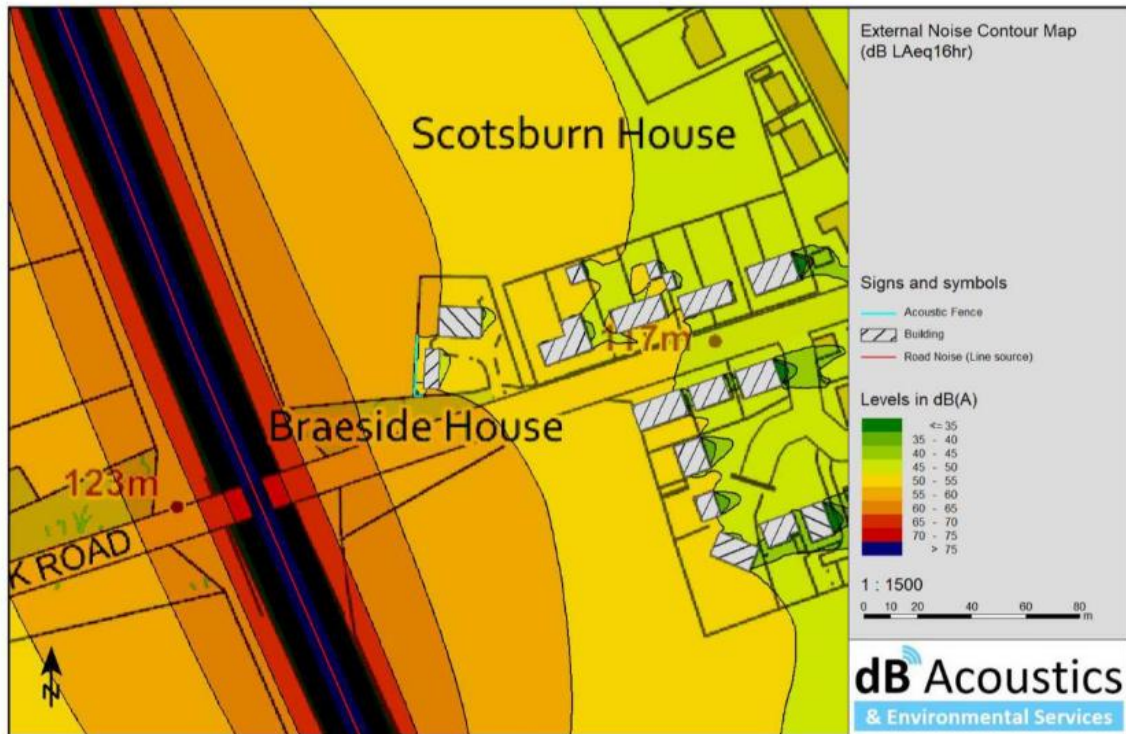 External Noise Contour Map
(dB LAeq16hr)
Scotsburn House
Signs and symbols
Acoustic Fence
Building
Road Noise (Line source)
117m
Levels in dB(A)
<= 35
35 - 40
40 - 45
45 - 50
50 - 55
55 - 60
60 - 65
65 - 70
70 - 75
> 75
Braeside House
123m
K ROAD
1 : 1500
0 10 20 40 60 80
m
N
dB Acoustics
& Environmental Services